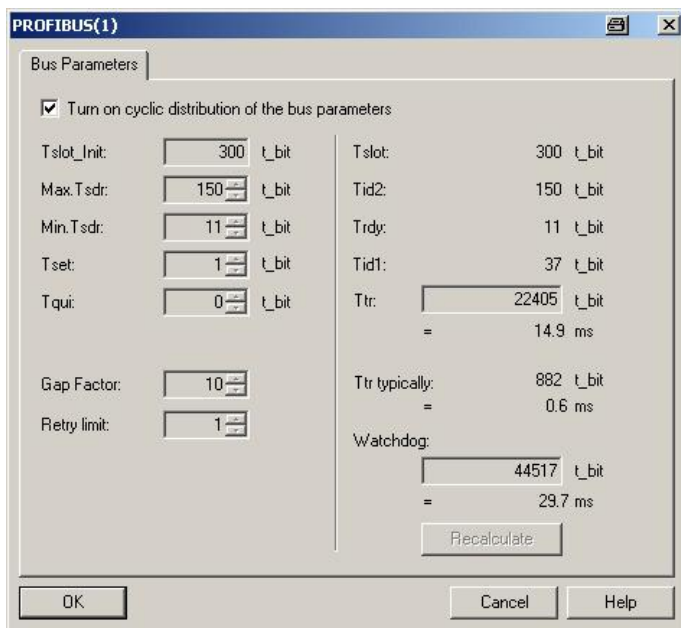 PROFIBUS(1)
Bus Parameters
Turn on cyclic distribution of the bus parameters
Tslot_Init: 300 t_bit
Max.Tsdr: 150 t_bit
Min.Tsdr: 11 t_bit
Tset: 1 t_bit
Tqui: 0 t_bit
Gap Factor: 10
Retry limit: 1
Tslot: 300 t_bit
Tid2: 150 t_bit
Trdy: 11 t_bit
Tid1: 37 t_bit
Ttr: 22405 t_bit
= 14.9 ms
Ttr typically: 882 t_bit
= 0.6 ms
Watchdog:
44517 t_bit
= 29.7 ms
Recalculate
OK Cancel Help